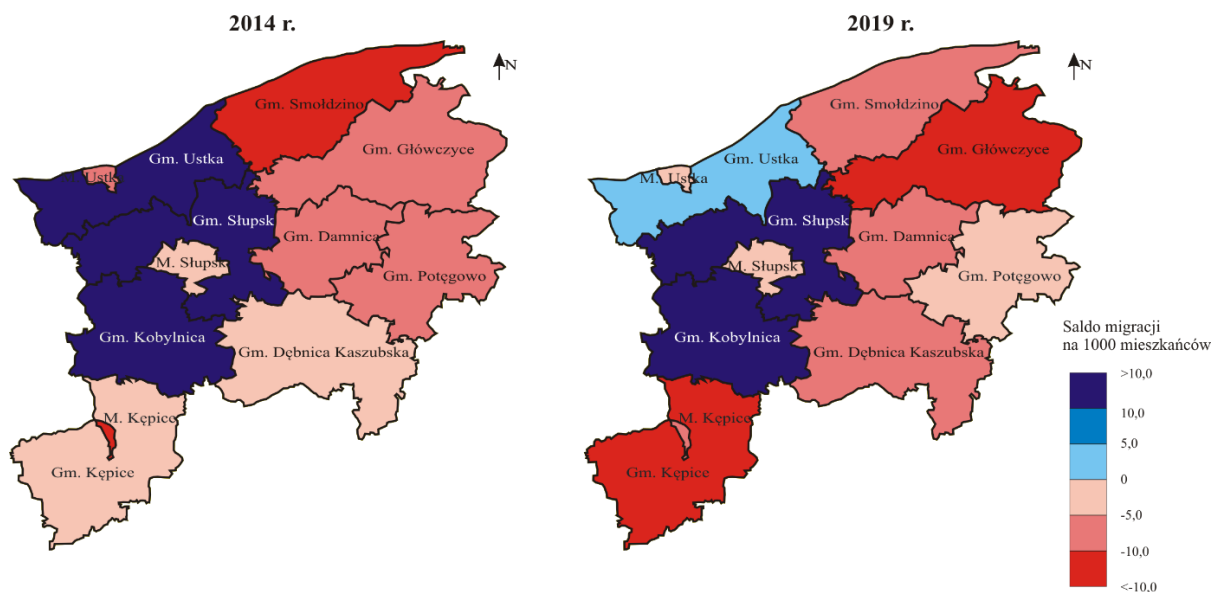 2014 r.
N
Gm. Smołdzino
Gm. Główczyce
Gm. Ustka
Ustk
Gm. Słupsk
Gm. Damnica
M. Słupsk
Gm. Potęgowo
Gm. Kobylnica
Gm. Dębnica Kaszubska
M. Kępice
Gm. Kępice
2019 r.
N
Gm. Smołdzino
Gm. Główczyce
Gm. Ustka
M. Ustka
Gm. Słupsk
Gm. Damnica
M. Słupsk
Gm. Potęgowo
Gm. Kobylnica
Gm. Dębnica Kaszubska
M. Kępice
Gm. Kępice
Saldo migracji
na 1000 mieszkańców
>10,0
10,0
5,0
0
-5,0
-10,0
<-10,0